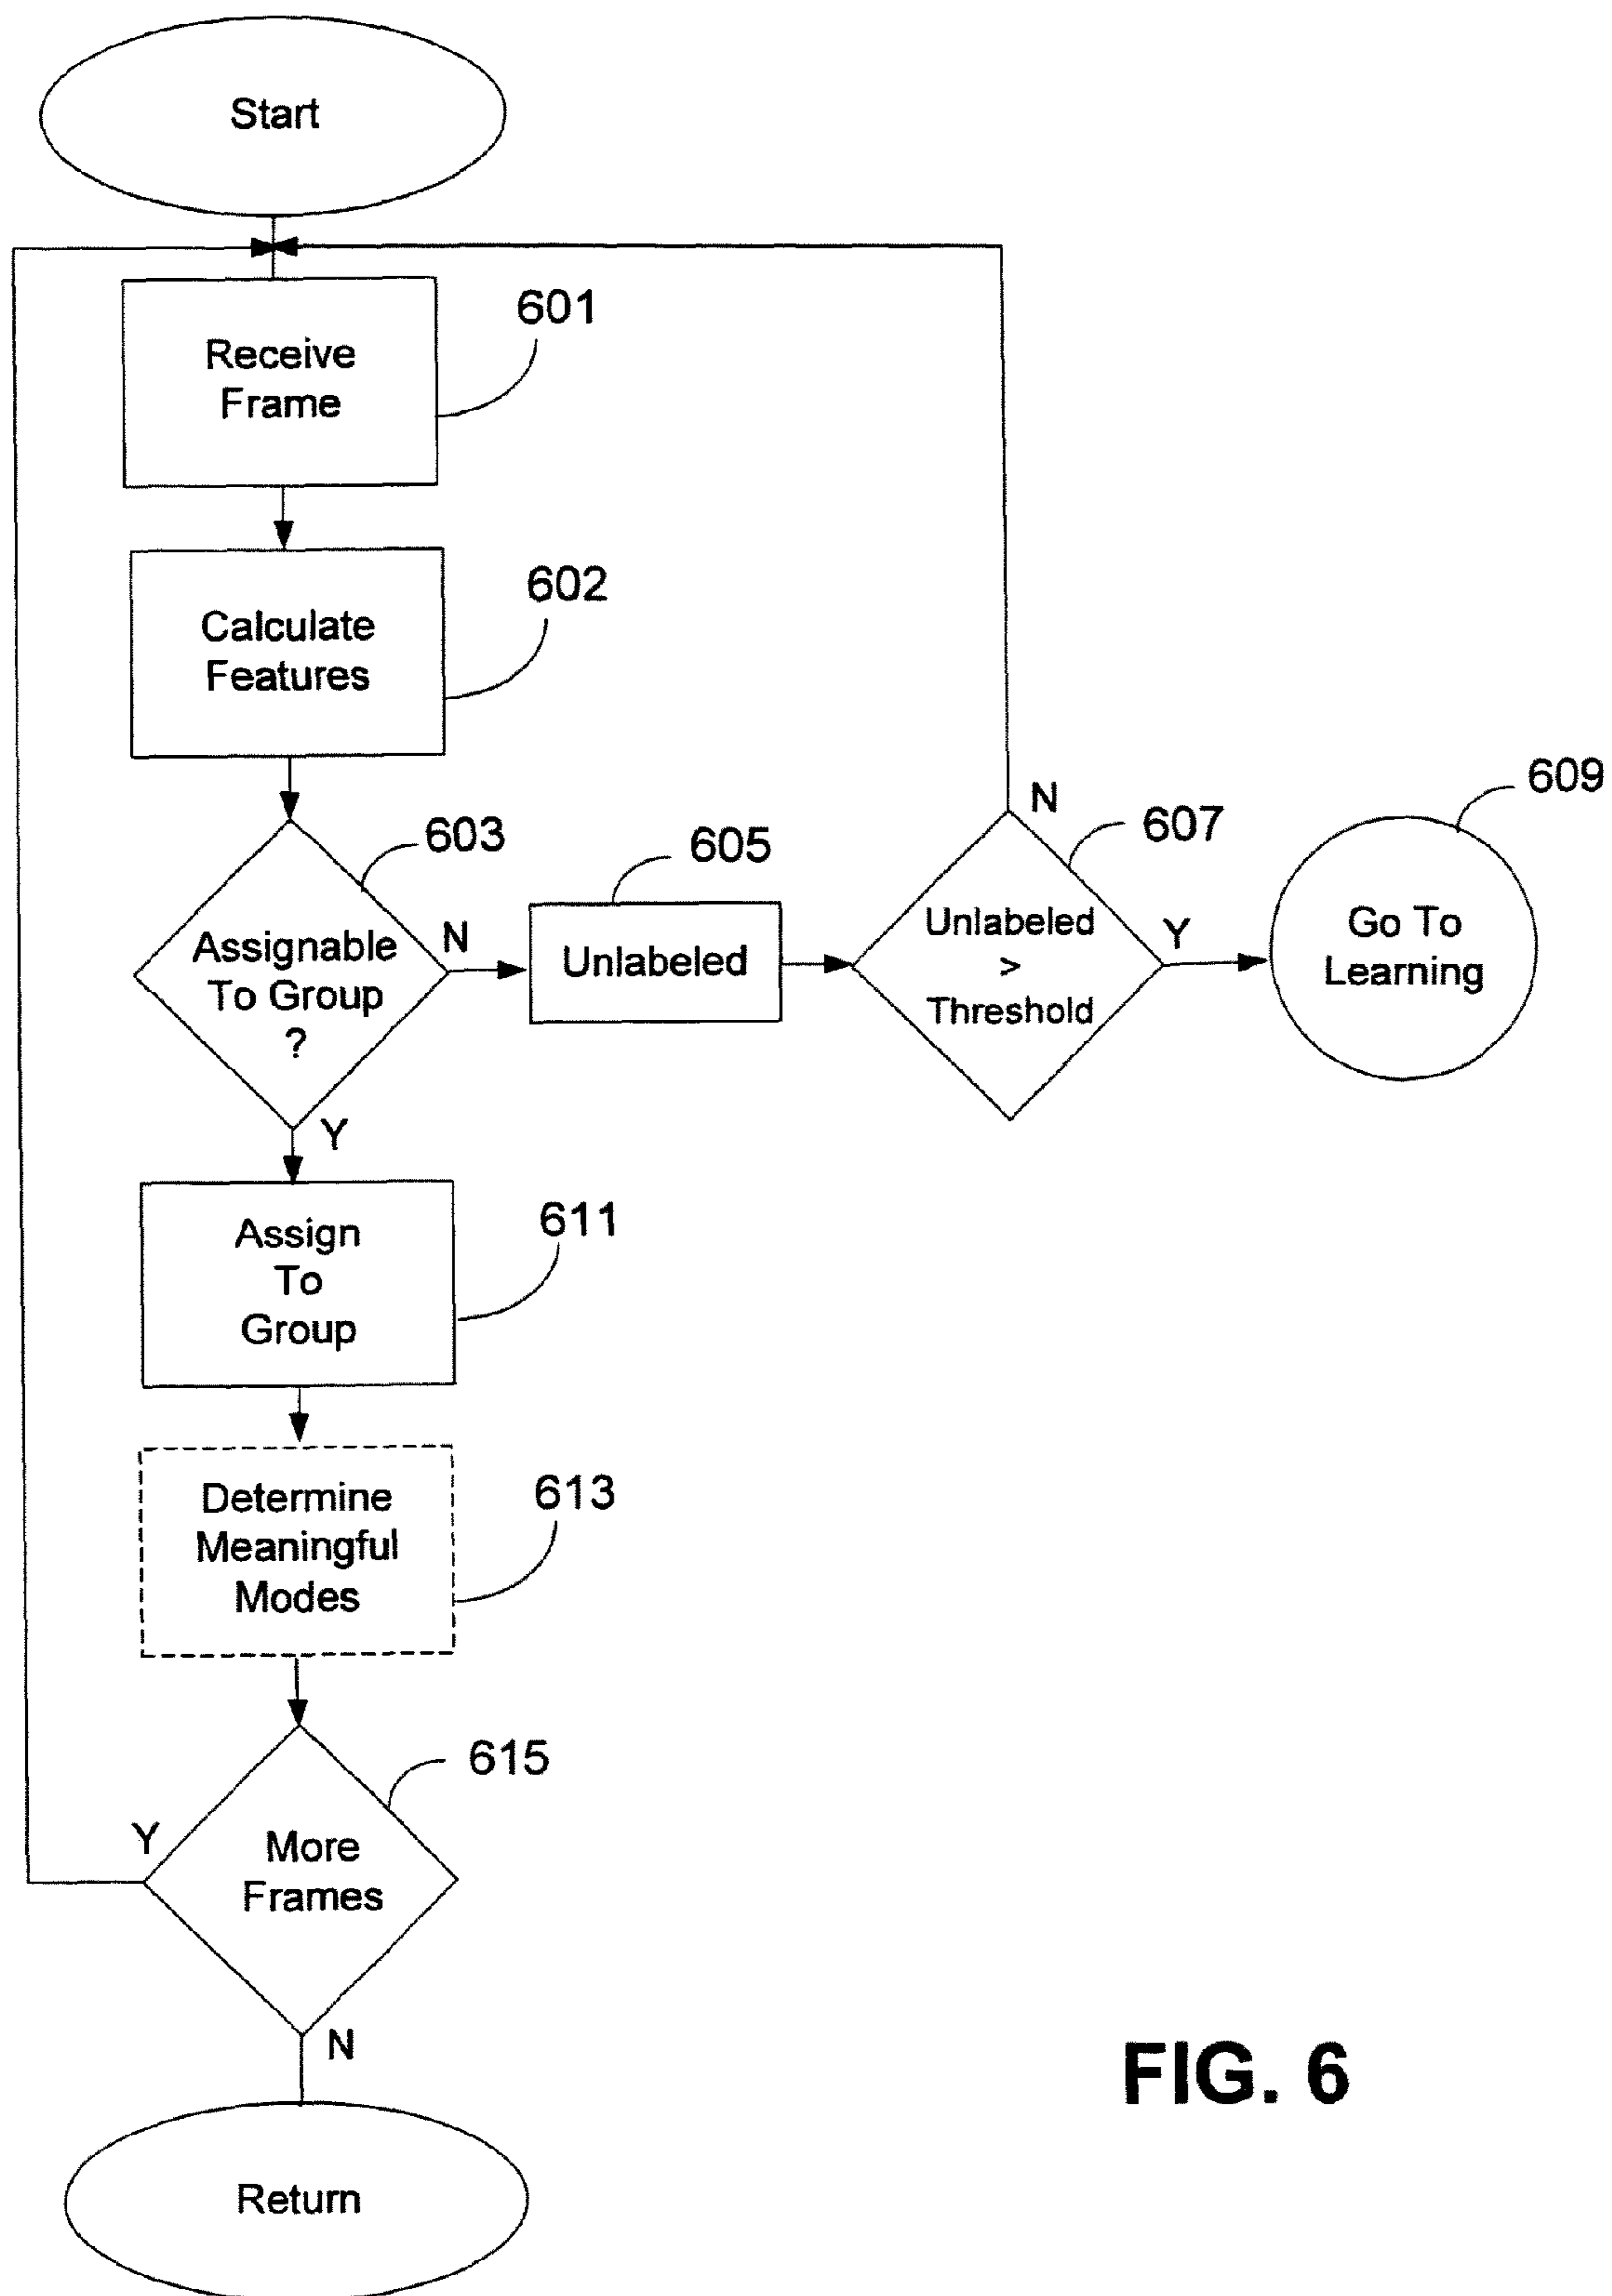 Start
601
Receive
Frame
602
Calculate
Features
603
Assignable
To Group
?
N
605
Unlabeled
N
607
Unlabeled
>
Threshold
Y
609
Go To
Learning
Y
611
Assign
To
Group
613
Determine
Meaningful
Modes
615
Y
More
Frames
N
Return
FIG. 6